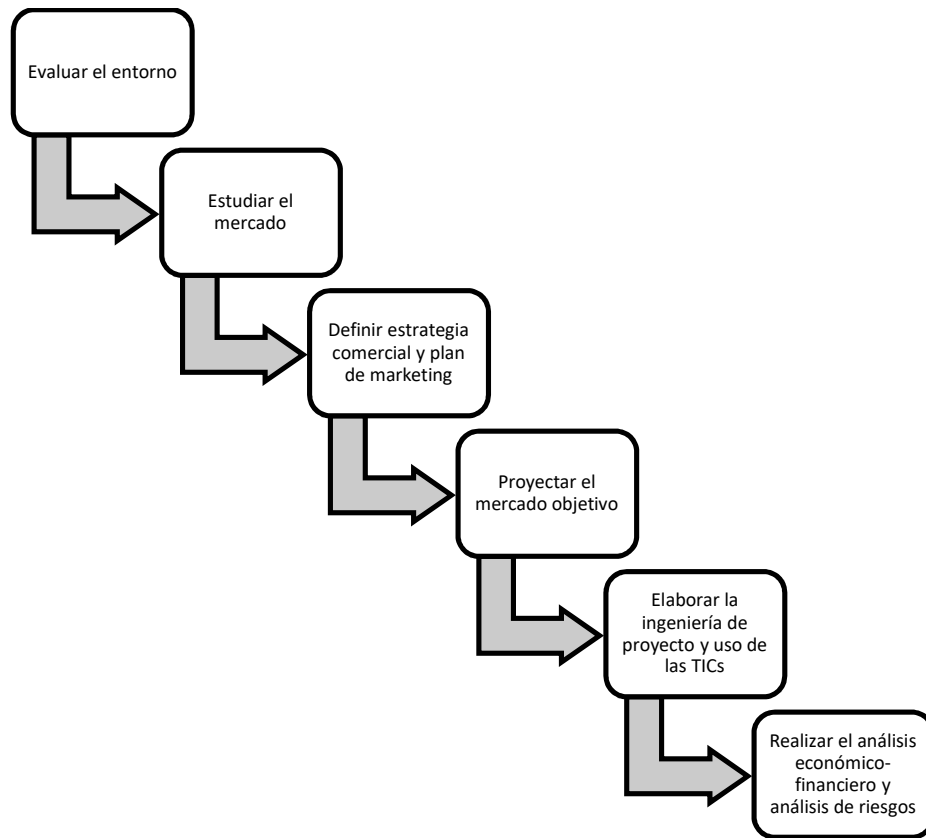 Evaluar el entorno
Estudiar el
mercado
Definir estrategia
comercial y plan
de marketing
Proyectar el
mercado objetivo
Elaborar la
ingeniería de
proyecto y uso de
las TICs
Realizar el análisis
económico-
financiero y
análisis de riesgos